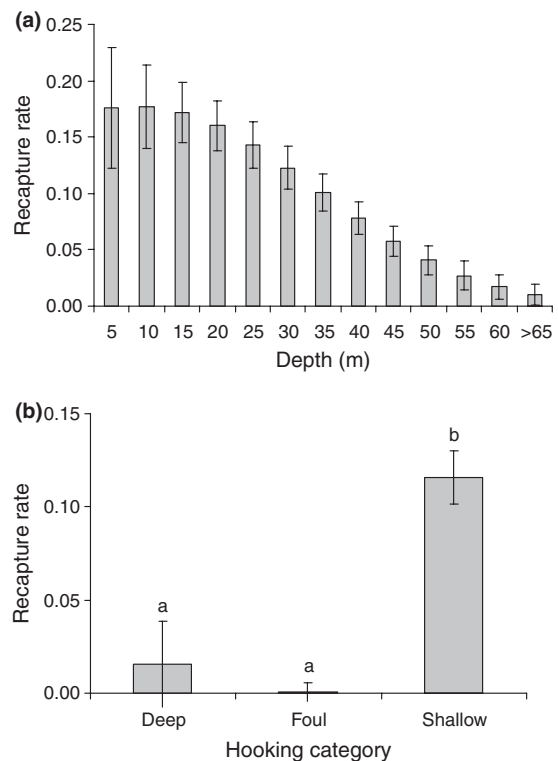 (a)
0.25
0.20
0.15
0.10
0.05
0.00
Recapture rate
5 10 15 20 25 30 35 40 45 50 55 60 >65
Depth (m)
(b)
0.15
0.10
0.05
0.00
Recapture rate
a
a
b
Deep Foul Shallow
Hooking category